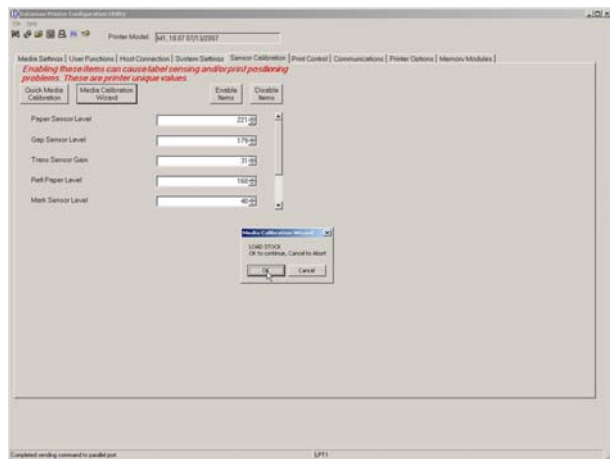 Datamax Printer Configuration Utility
Printer Model: M1, 10.07 07/13/2007
Media Settings User Functions Host Connection System Settings Sensor Calibration Print Control Communications Printer Options Memory Modules
Enabling these items can cause label sensing and/or print positioning
problems. These are printer unique values.
Quick Media Calibration
Media Calibration Wizard
Enable Items
Disable Items
Paper Sensor Level 221
Gap Sensor Level 179
Trans Sensor Gain 31
Refl Paper Level 160
Mark Sensor Level 40
Media Calibration Wizard
LOAD STOCK
OK to continue, Cancel to Abort
OK Cancel
Completed sending command to parallel port
LPT1